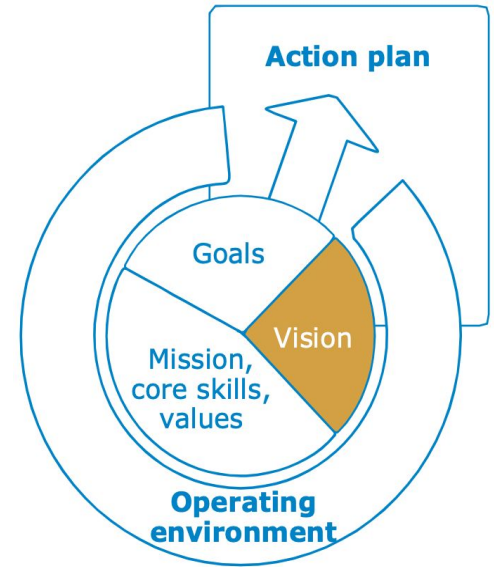 Action plan
Goals
Vision
Mission,
core skills,
values
Operating
environment